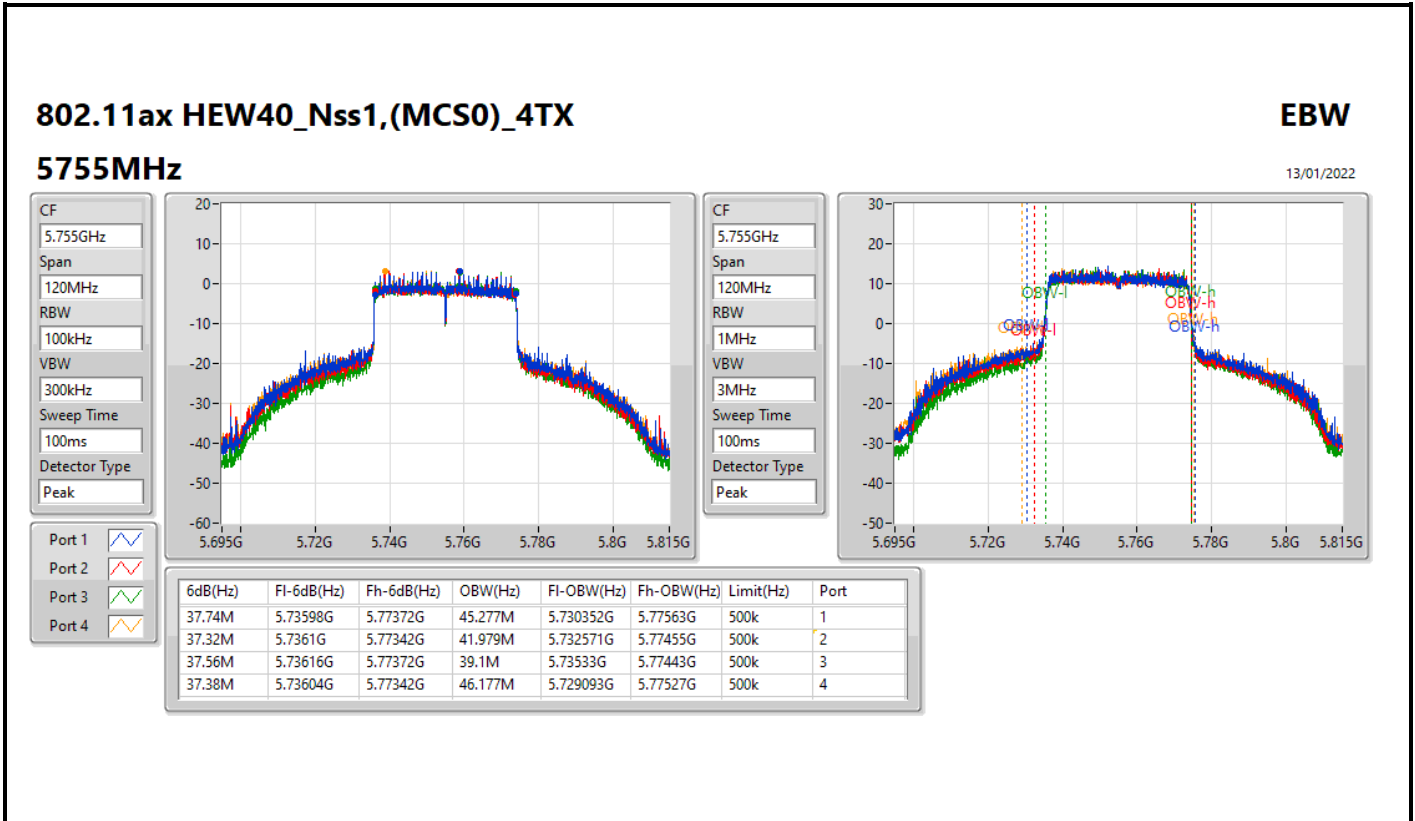 802.11ax HEW40_Nss1,(MCS0)_4TX
EBW
5755MHz
13/01/2022
CF
5.755GHz
Span
120MHz
RBW
100kHz
VBW
300kHz
Sweep Time
100ms
Detector Type
Peak
20
10
0
-10
-20
-30
-40
-50
-60
5.695G 5.72G 5.74G 5.76G 5.78G 5.8G 5.815G
CF
5.755GHz
Span
120MHz
RBW
1MHz
VBW
3MHz
Sweep Time
100ms
Detector Type
Peak
30
20
10
0
-10
-20
-30
-40
-50
OBW-l
OBW-l
OBW-h
OBW-h
OBW-h
OBW-h
5.695G 5.72G 5.74G 5.76G 5.78G 5.8G 5.815G
Port 1
Port 2
Port 3
Port 4
6dB(Hz) Fl-6dB(Hz) Fh-6dB(Hz) OBW(Hz) Fl-OBW(Hz) Fh-OBW(Hz) Limit(Hz) Port
37.74M 5.73598G 5.77372G 45.277M 5.730352G 5.77563G 500k 1
37.32M 5.7361G 5.77342G 41.979M 5.732571G 5.77455G 500k 2
37.56M 5.73616G 5.77372G 39.1M 5.73533G 5.77443G 500k 3
37.38M 5.73604G 5.77342G 46.177M 5.729093G 5.77527G 500k 4